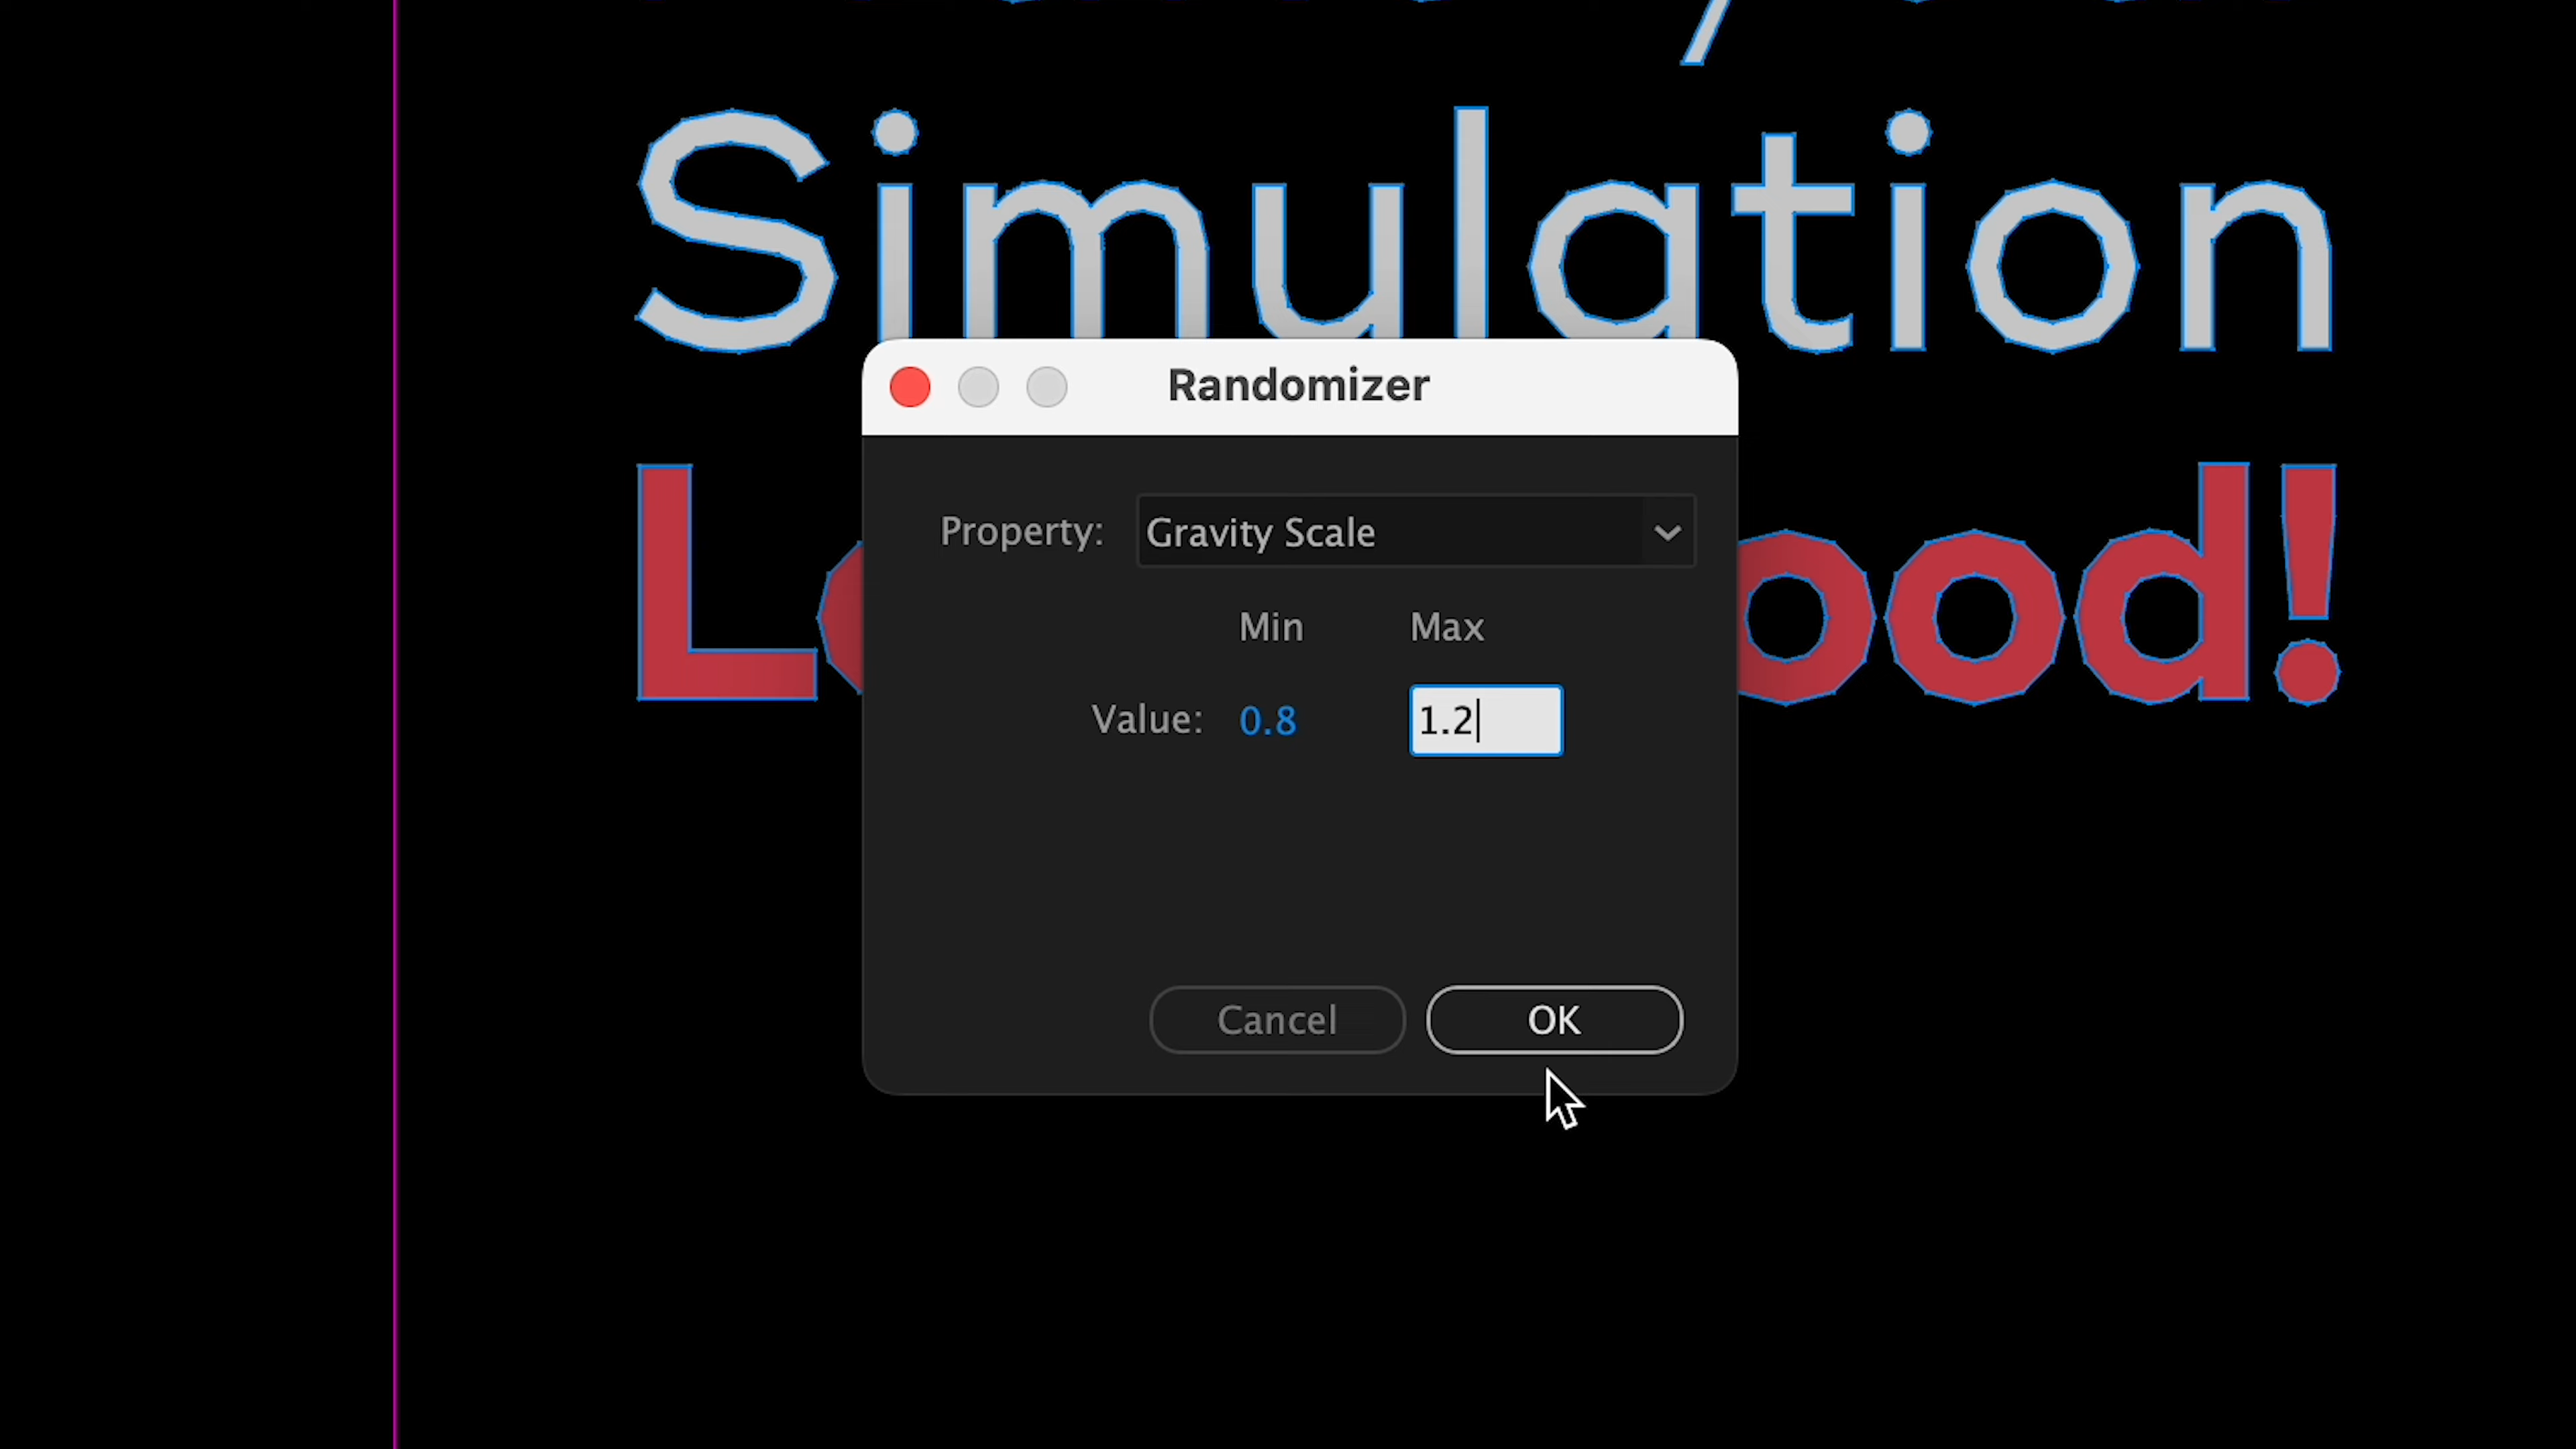 Simulation
Randomizer
L ood!
Property: Gravity Scale
Min Max
Value: 0.8 1.2
Cancel OK